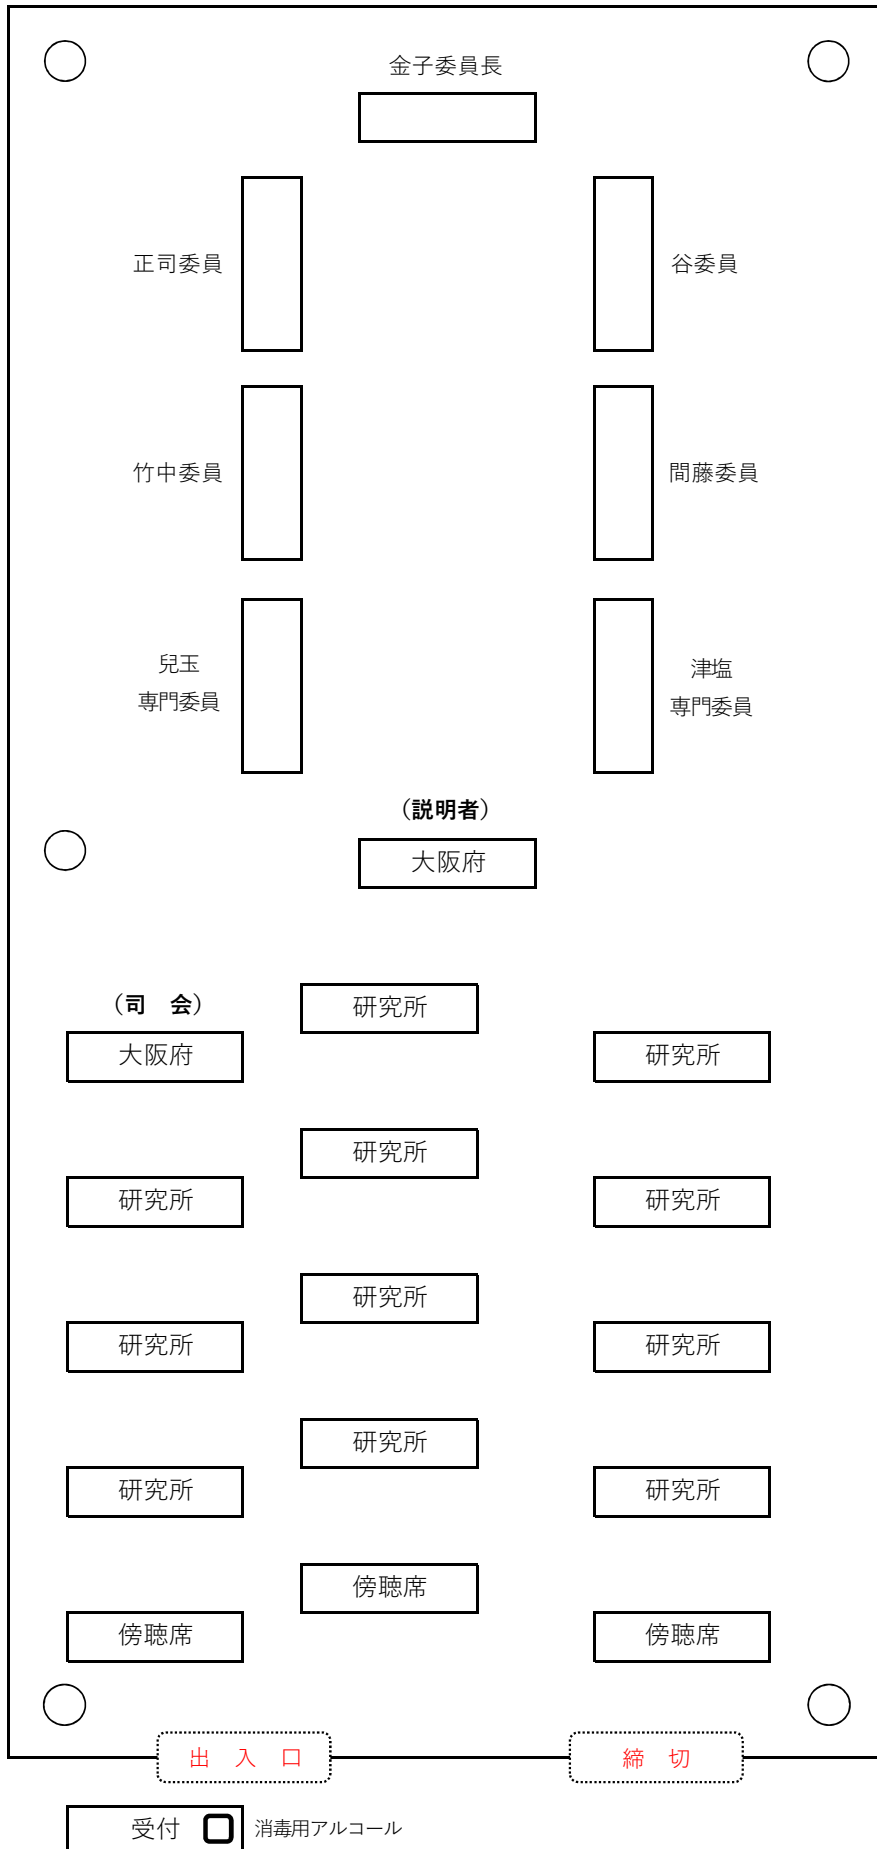 金子委員長
正司委員
谷委員
竹中委員
間藤委員
兒玉
専門委員
津塩
専門委員
（説明者）
大阪府
（司　会）
大阪府
研究所
研究所
研究所
研究所
研究所
研究所
研究所
研究所
研究所
研究所
研究所
傍聴席
傍聴席
傍聴席
出　入　口
締　切
受付
消毒用アルコール